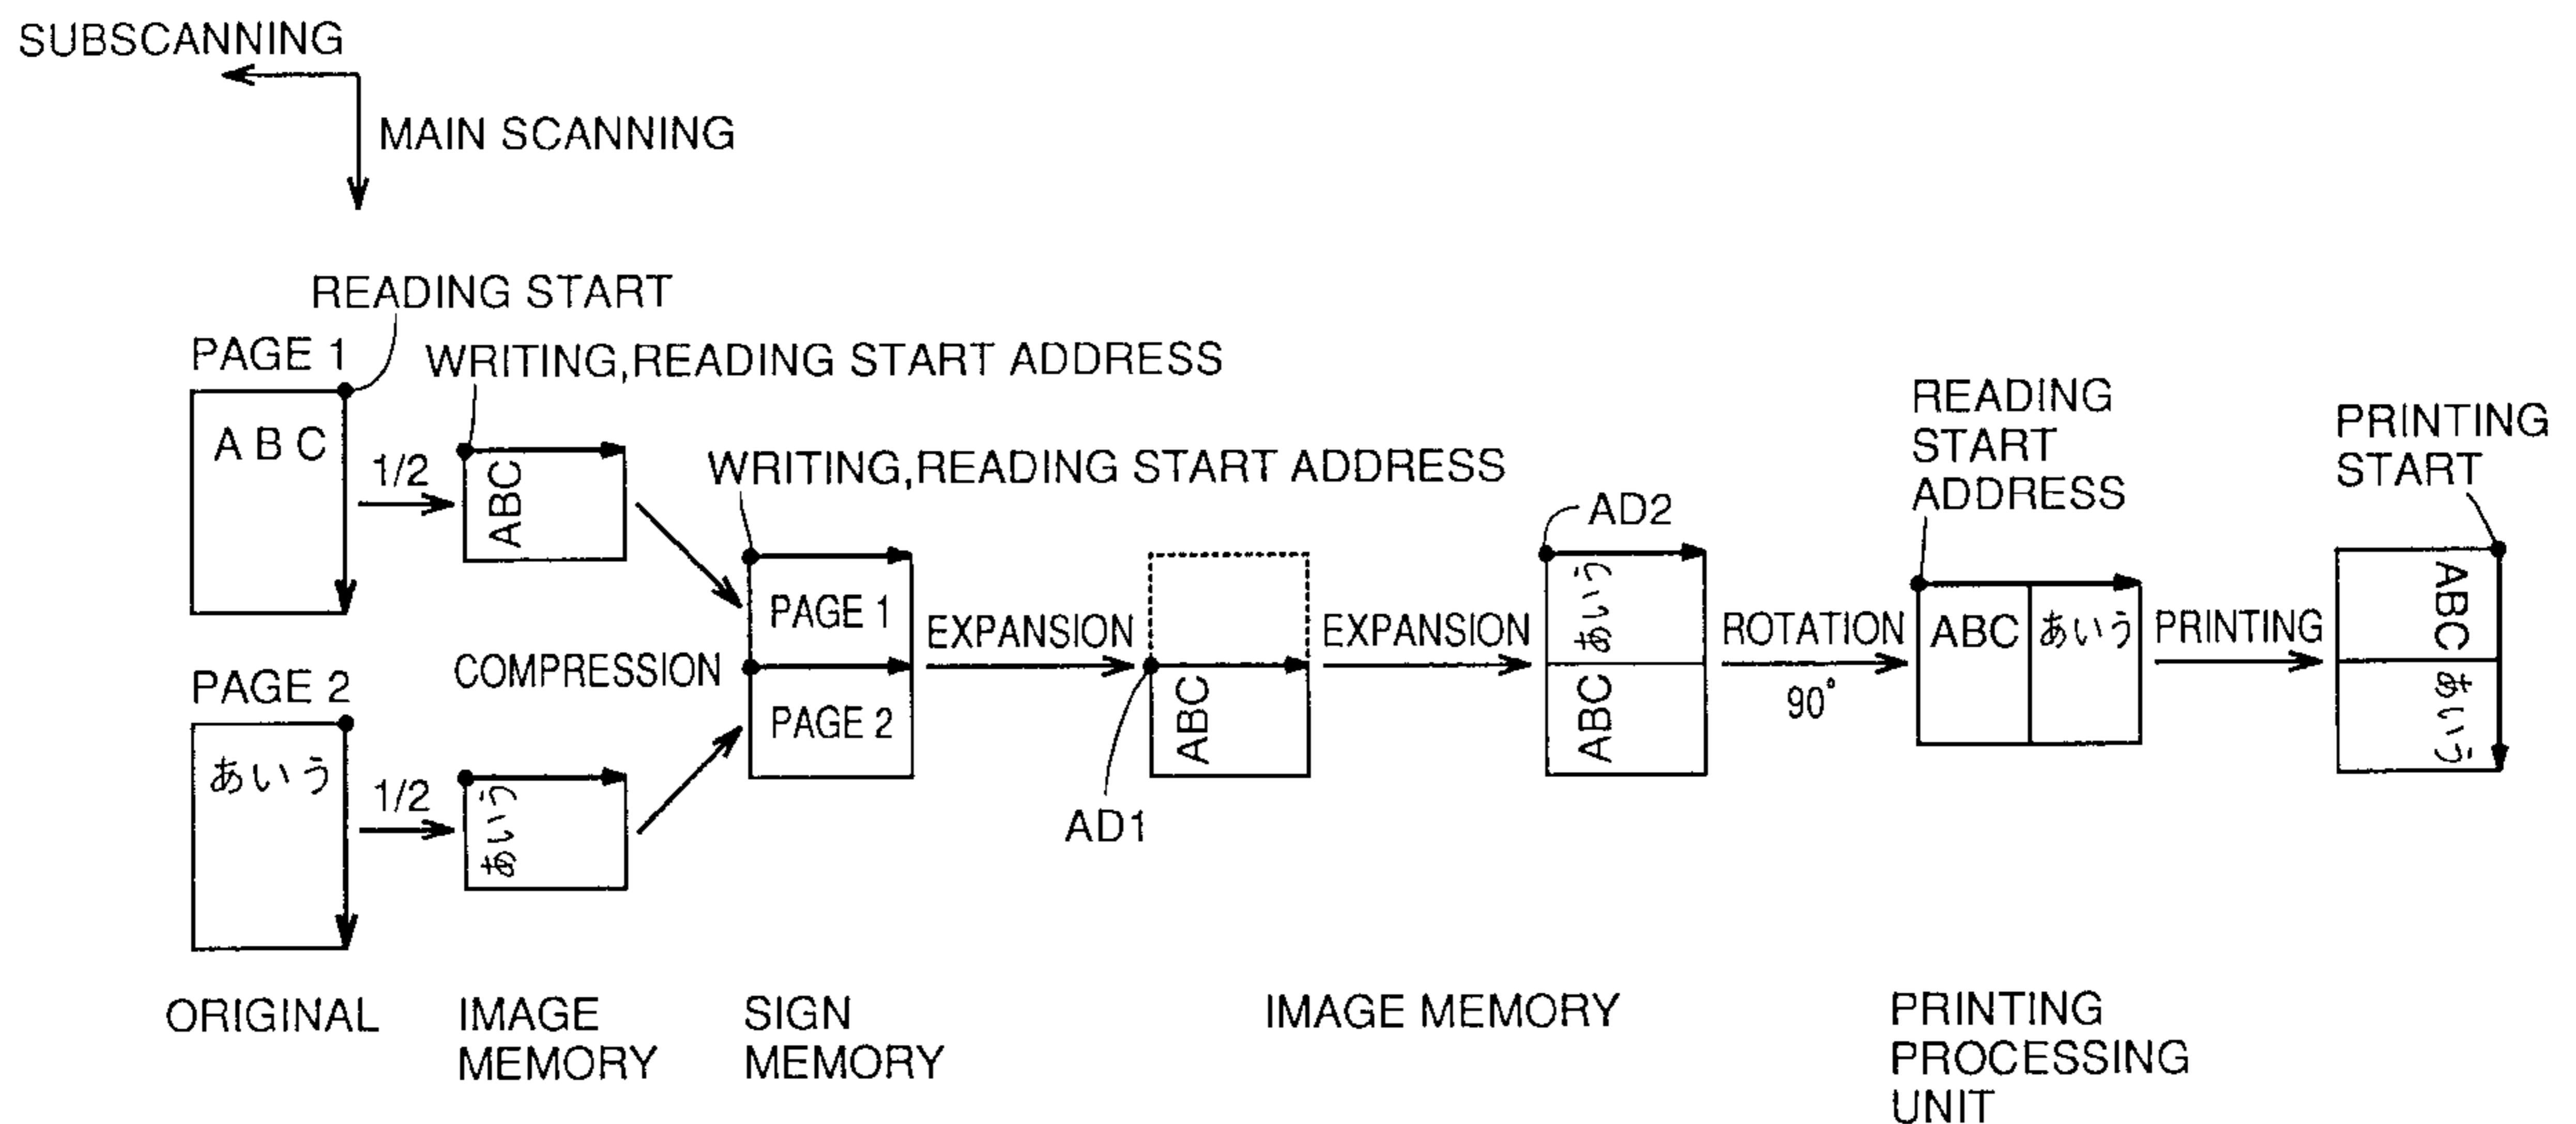 SUBSCANNING
MAIN SCANNING
READING START
PAGE 1
WRITING,READING START ADDRESS
A B C
1/2
ABC
WRITING,READING START ADDRESS
READING
START
ADDRESS
PRINTING
START
AD2
PAGE 1
PAGE 2
COMPRESSION
EXPANSION
ABC
AD1
EXPANSION
あいう
ABC
ROTATION
90°
ABC
あいう
PRINTING
ABC
あいう
PAGE 2
あいう
1/2
あいう
ORIGINAL
IMAGE
MEMORY
SIGN
MEMORY
IMAGE MEMORY
PRINTING
PROCESSING
UNIT